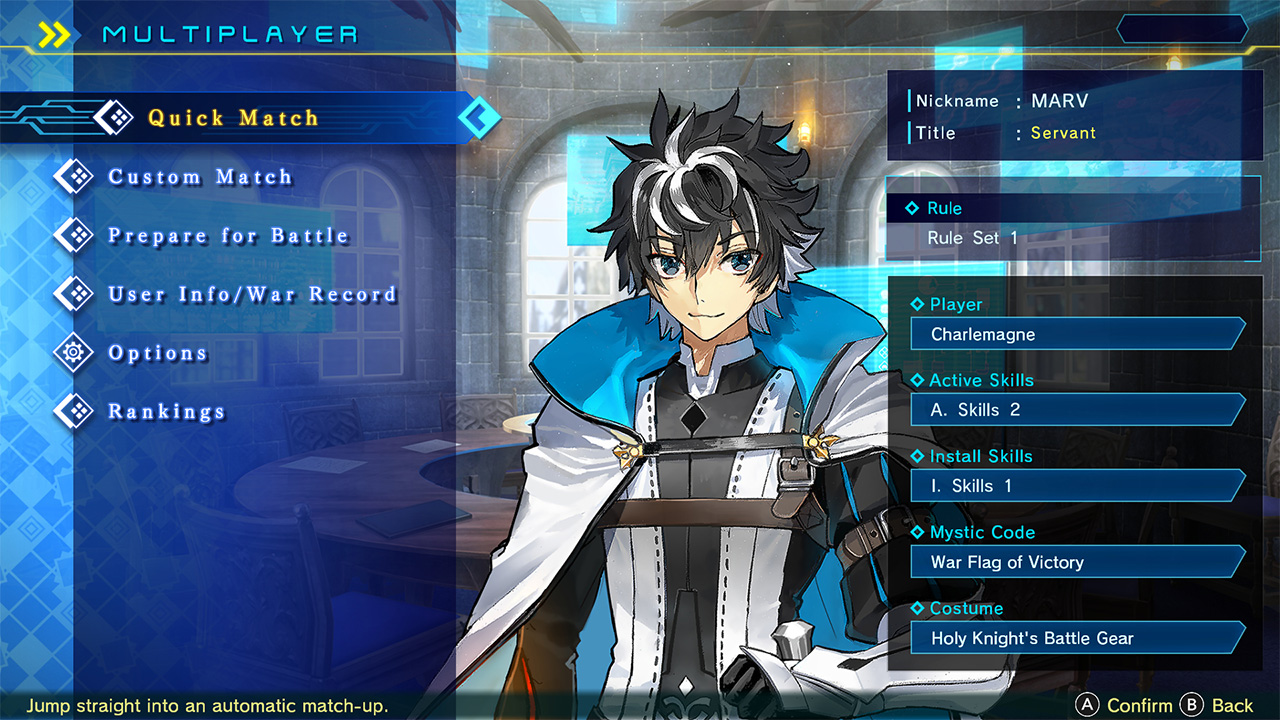 MULTIPLAYER
Quick Match
Custom Match
Prepare for Battle
User Info/War Record
Options
Rankings
Nickname : MARV
Title : Servant
Rule
Rule Set 1
Player
Charlemagne
Active Skills
A. Skills 2
Install Skills
I. Skills 1
Mystic Code
War Flag of Victory
Costume
Holy Knight's Battle Gear
Jump straight into an automatic match-up.
A Confirm B Back